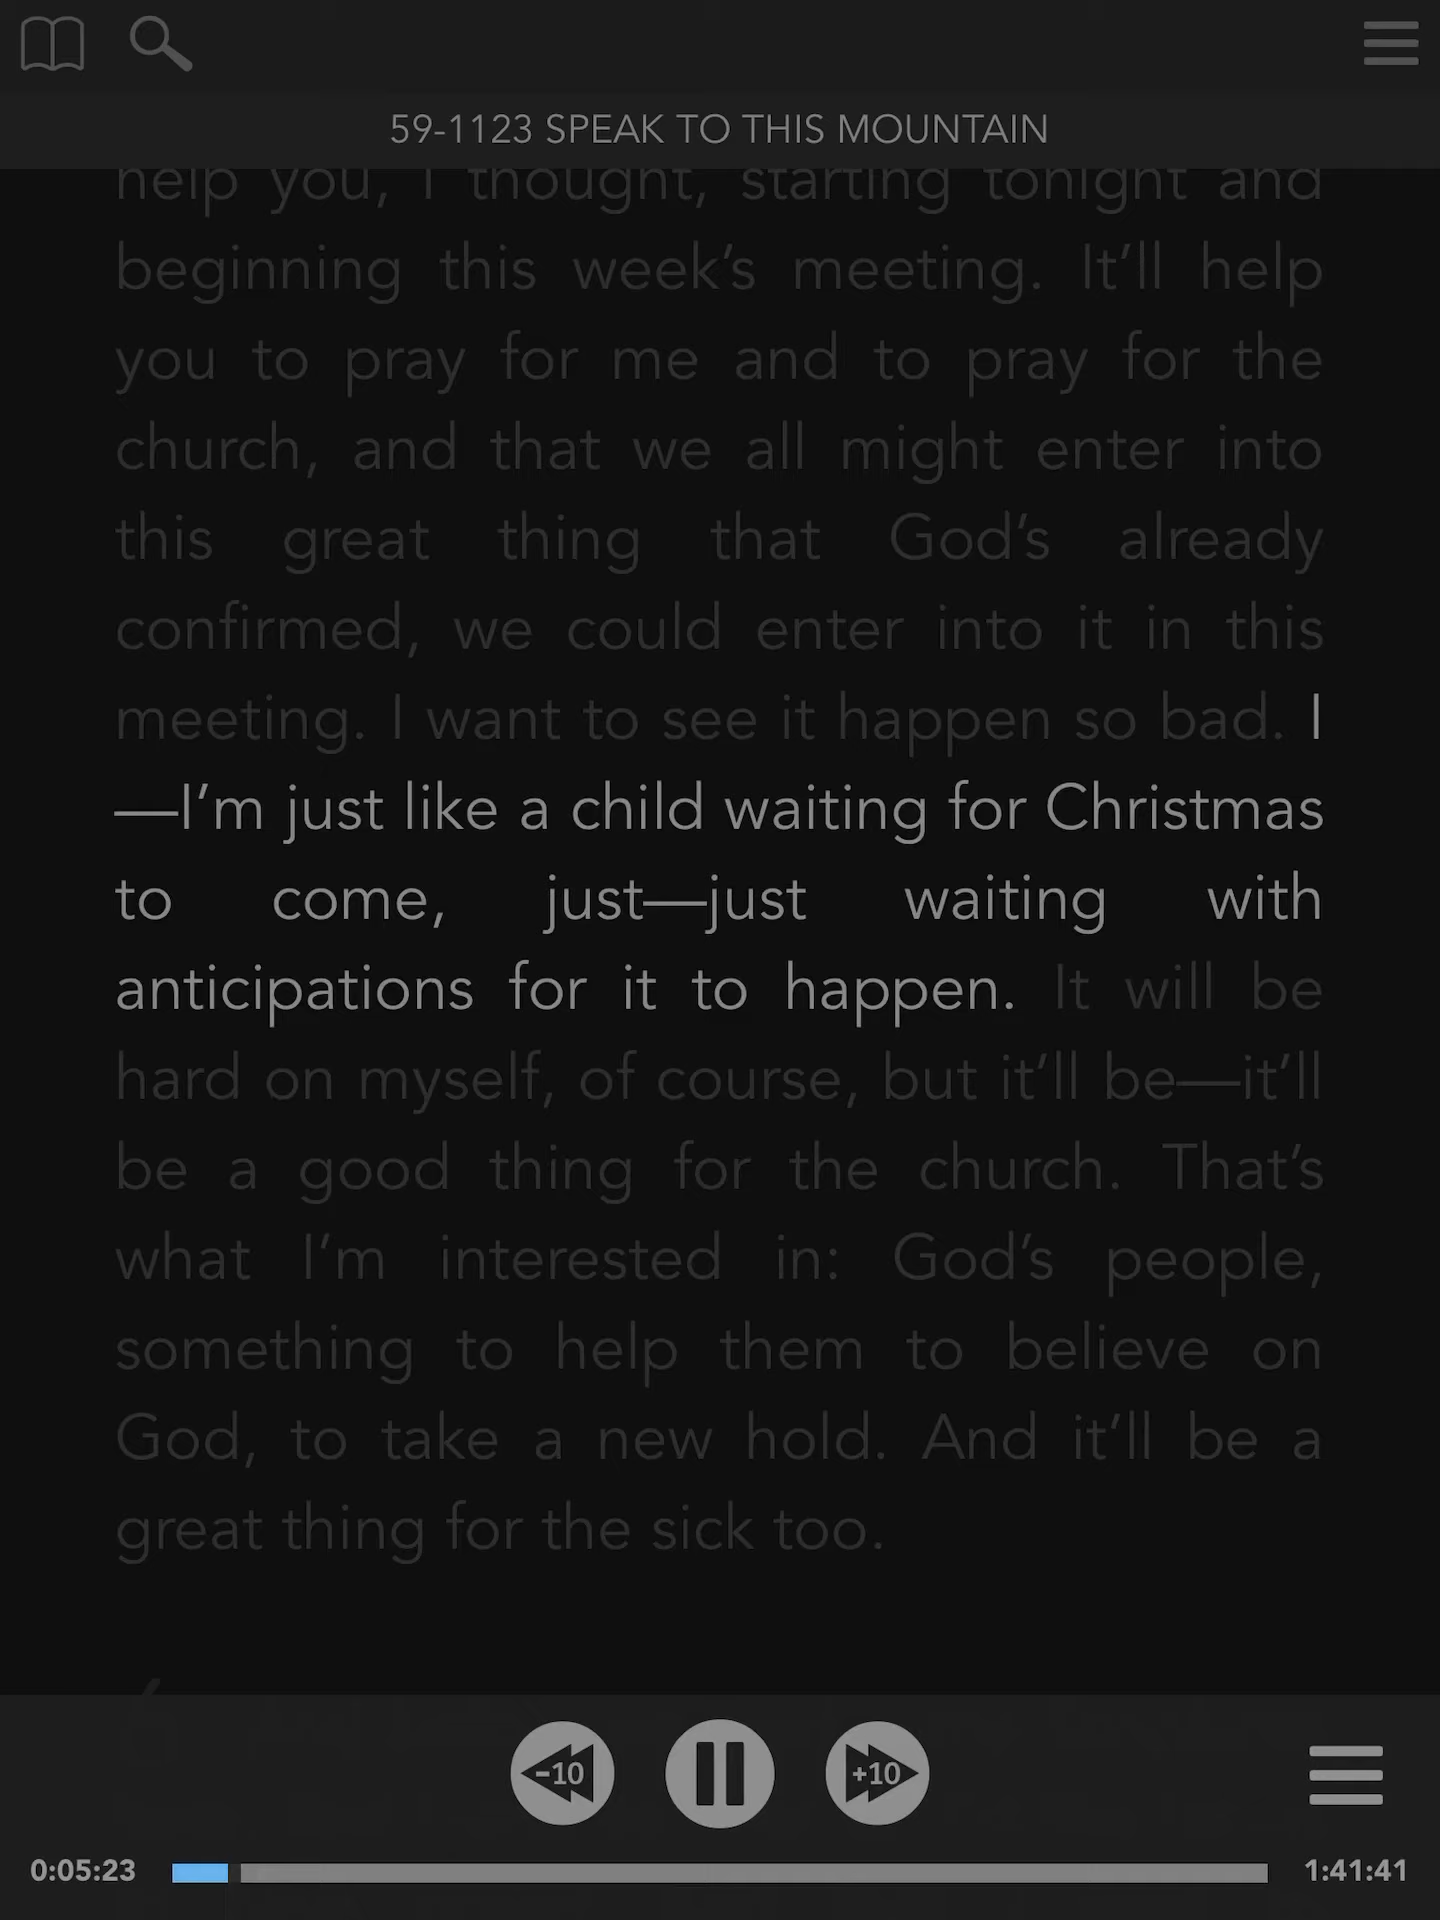 59-1123 SPEAK TO THIS MOUNTAIN
help you, I thought, starting tonight and
beginning this week’s meeting. It’ll help
you to pray for me and to pray for the
church, and that we all might enter into
this great thing that God’s already
confirmed, we could enter into it in this
meeting. I want to see it happen so bad. I
—I’m just like a child waiting for Christmas
to come, just—just waiting with
anticipations for it to happen. It will be
hard on myself, of course, but it’ll be—it’ll
be a good thing for the church. That’s
what I’m interested in: God’s people,
something to help them to believe on
God, to take a new hold. And it’ll be a
great thing for the sick too.
-10 +10
0:05:23 1:41:41